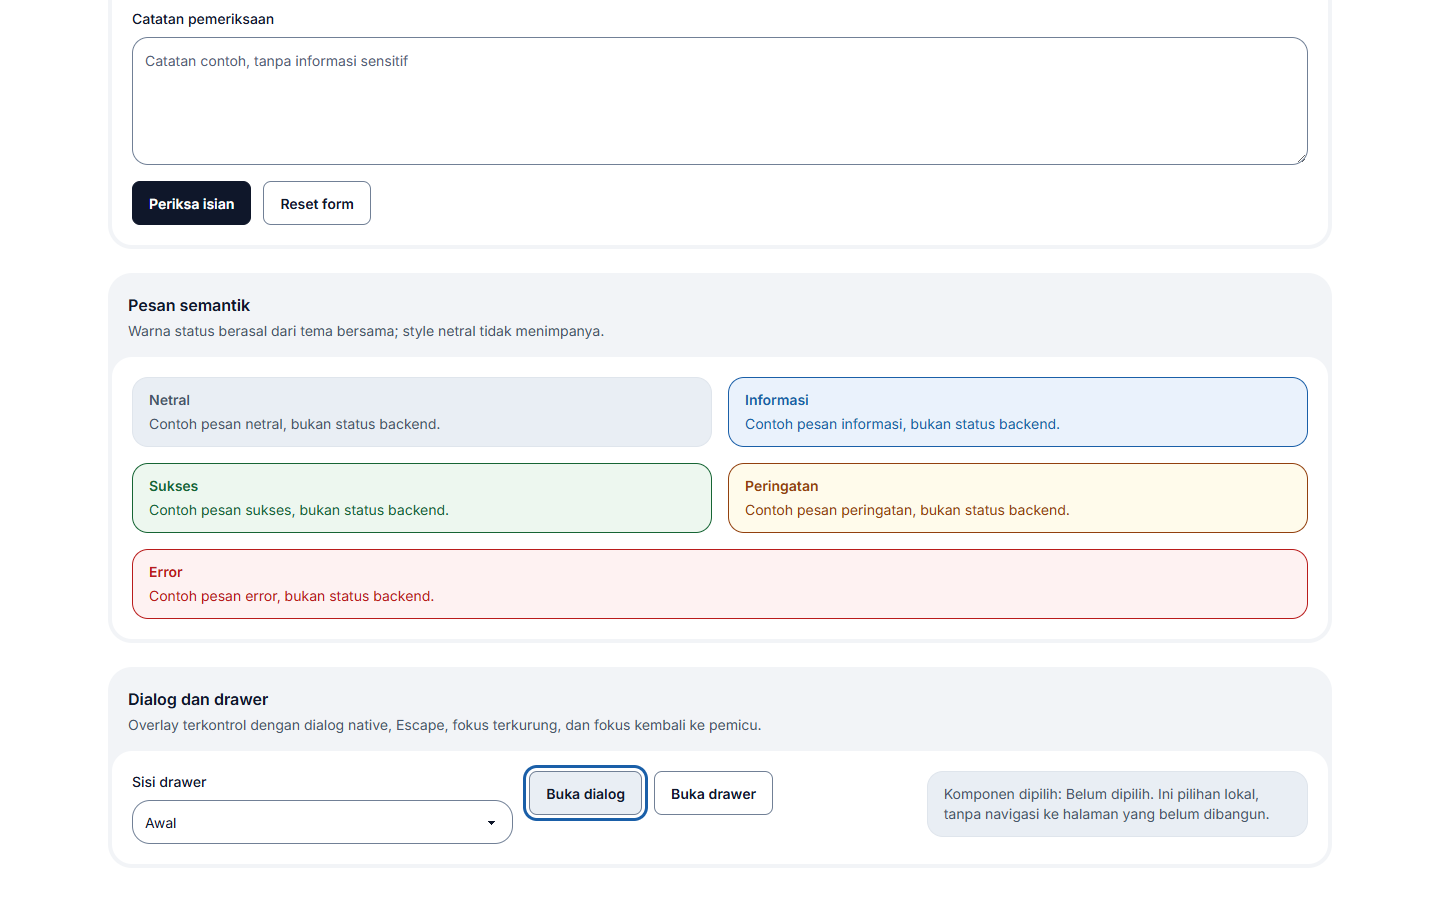 Catatan pemeriksaan
Catatan contoh, tanpa informasi sensitif
Periksa isian
Reset form
Pesan semantik
Warna status berasal dari tema bersama; style netral tidak menimpanya.
Netral
Contoh pesan netral, bukan status backend.
Informasi
Contoh pesan informasi, bukan status backend.
Sukses
Contoh pesan sukses, bukan status backend.
Peringatan
Contoh pesan peringatan, bukan status backend.
Error
Contoh pesan error, bukan status backend.
Dialog dan drawer
Overlay terkontrol dengan dialog native, Escape, fokus terkurung, dan fokus kembali ke pemicu.
Sisi drawer
Awal
Buka dialog
Buka drawer
Komponen dipilih: Belum dipilih. Ini pilihan lokal,
tanpa navigasi ke halaman yang belum dibangun.